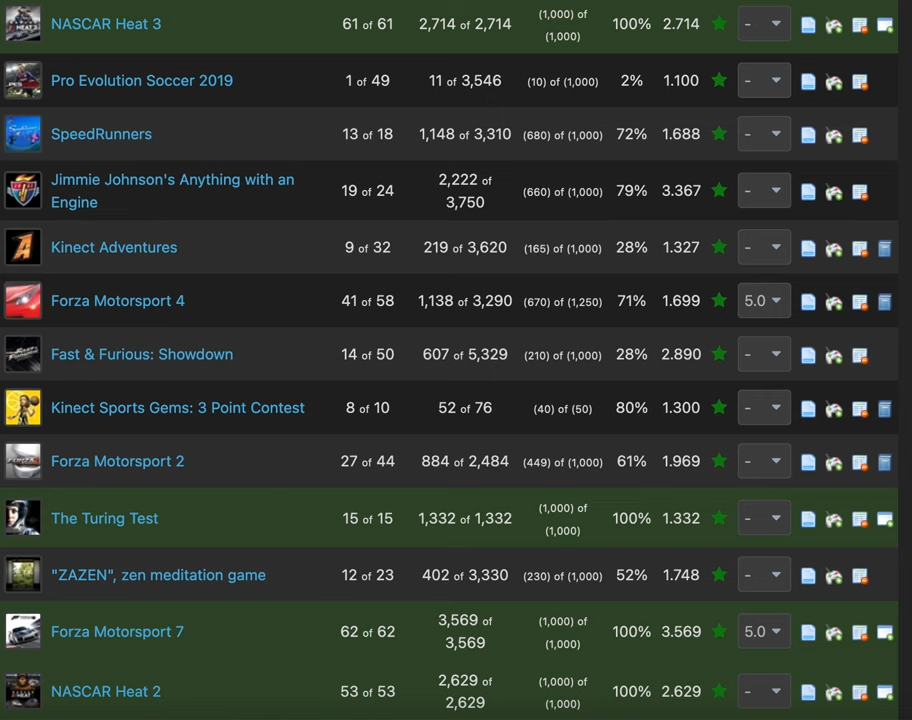 NASCAR Heat 3 61 of 61 2,714 of 2,714 (1,000) of (1,000) 100% 2.714 -
Pro Evolution Soccer 2019 1 of 49 11 of 3,546 (10) of (1,000) 2% 1.100 -
SpeedRunners 13 of 18 1,148 of 3,310 (680) of (1,000) 72% 1.688 -
Jimmie Johnson's Anything with an Engine 19 of 24 2,222 of 3,750 (660) of (1,000) 79% 3.367 -
Kinect Adventures 9 of 32 219 of 3,620 (165) of (1,000) 28% 1.327 -
Forza Motorsport 4 41 of 58 1,138 of 3,290 (670) of (1,250) 71% 1.699 5.0
Fast & Furious: Showdown 14 of 50 607 of 5,329 (210) of (1,000) 28% 2.890 -
Kinect Sports Gems: 3 Point Contest 8 of 10 52 of 76 (40) of (50) 80% 1.300 -
Forza Motorsport 2 27 of 44 884 of 2,484 (449) of (1,000) 61% 1.969 -
The Turing Test 15 of 15 1,332 of 1,332 (1,000) of (1,000) 100% 1.332 -
"ZAZEN", zen meditation game 12 of 23 402 of 3,330 (230) of (1,000) 52% 1.748 -
Forza Motorsport 7 62 of 62 3,569 of 3,569 (1,000) of (1,000) 100% 3.569 5.0
NASCAR Heat 2 53 of 53 2,629 of 2,629 (1,000) of (1,000) 100% 2.629 -